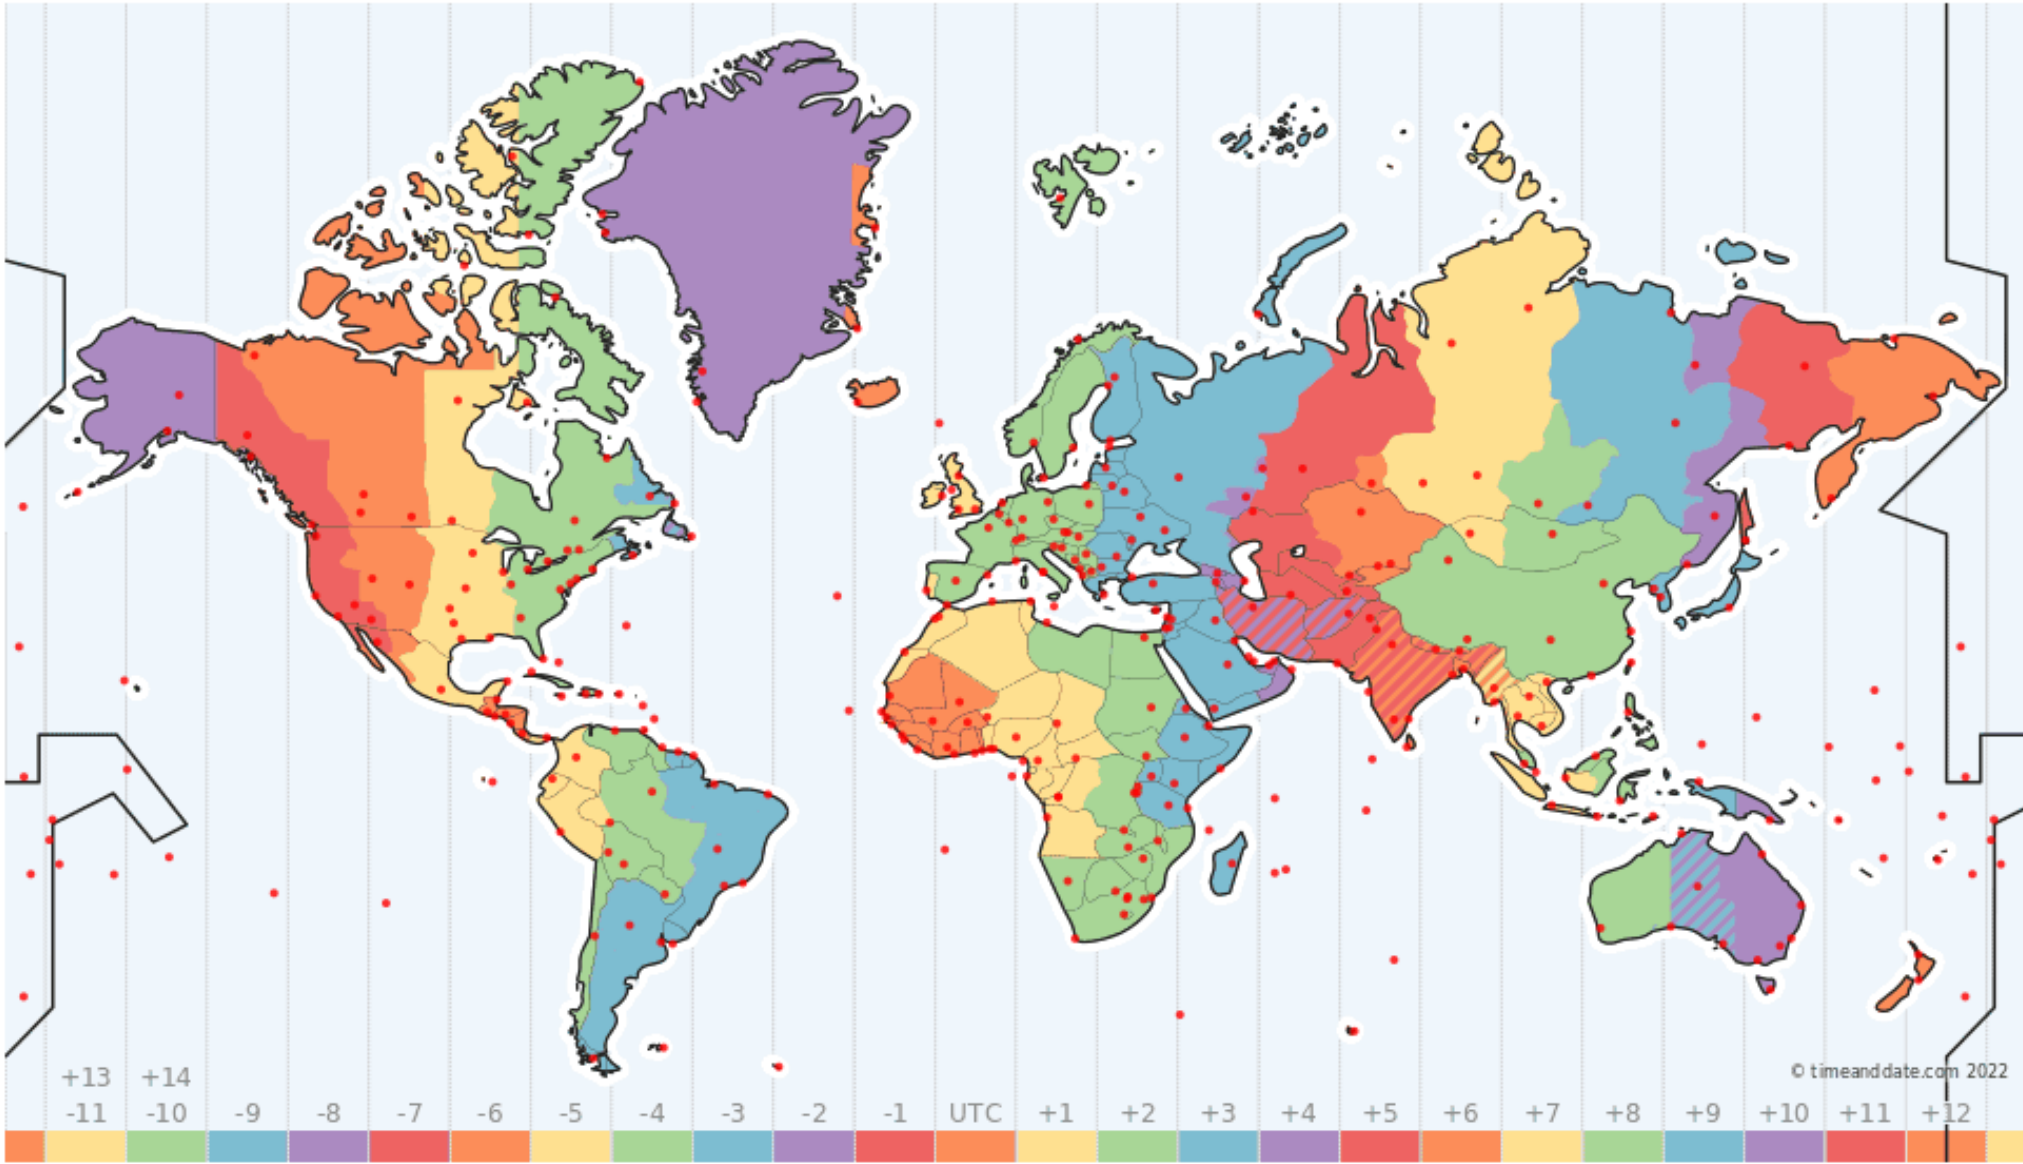 © timeanddate.com 2022
+13 +14
-11 -10 -9 -8 -7 -6 -5 -4 -3 -2 -1 UTC +1 +2 +3 +4 +5 +6 +7 +8 +9 +10 +11 +12